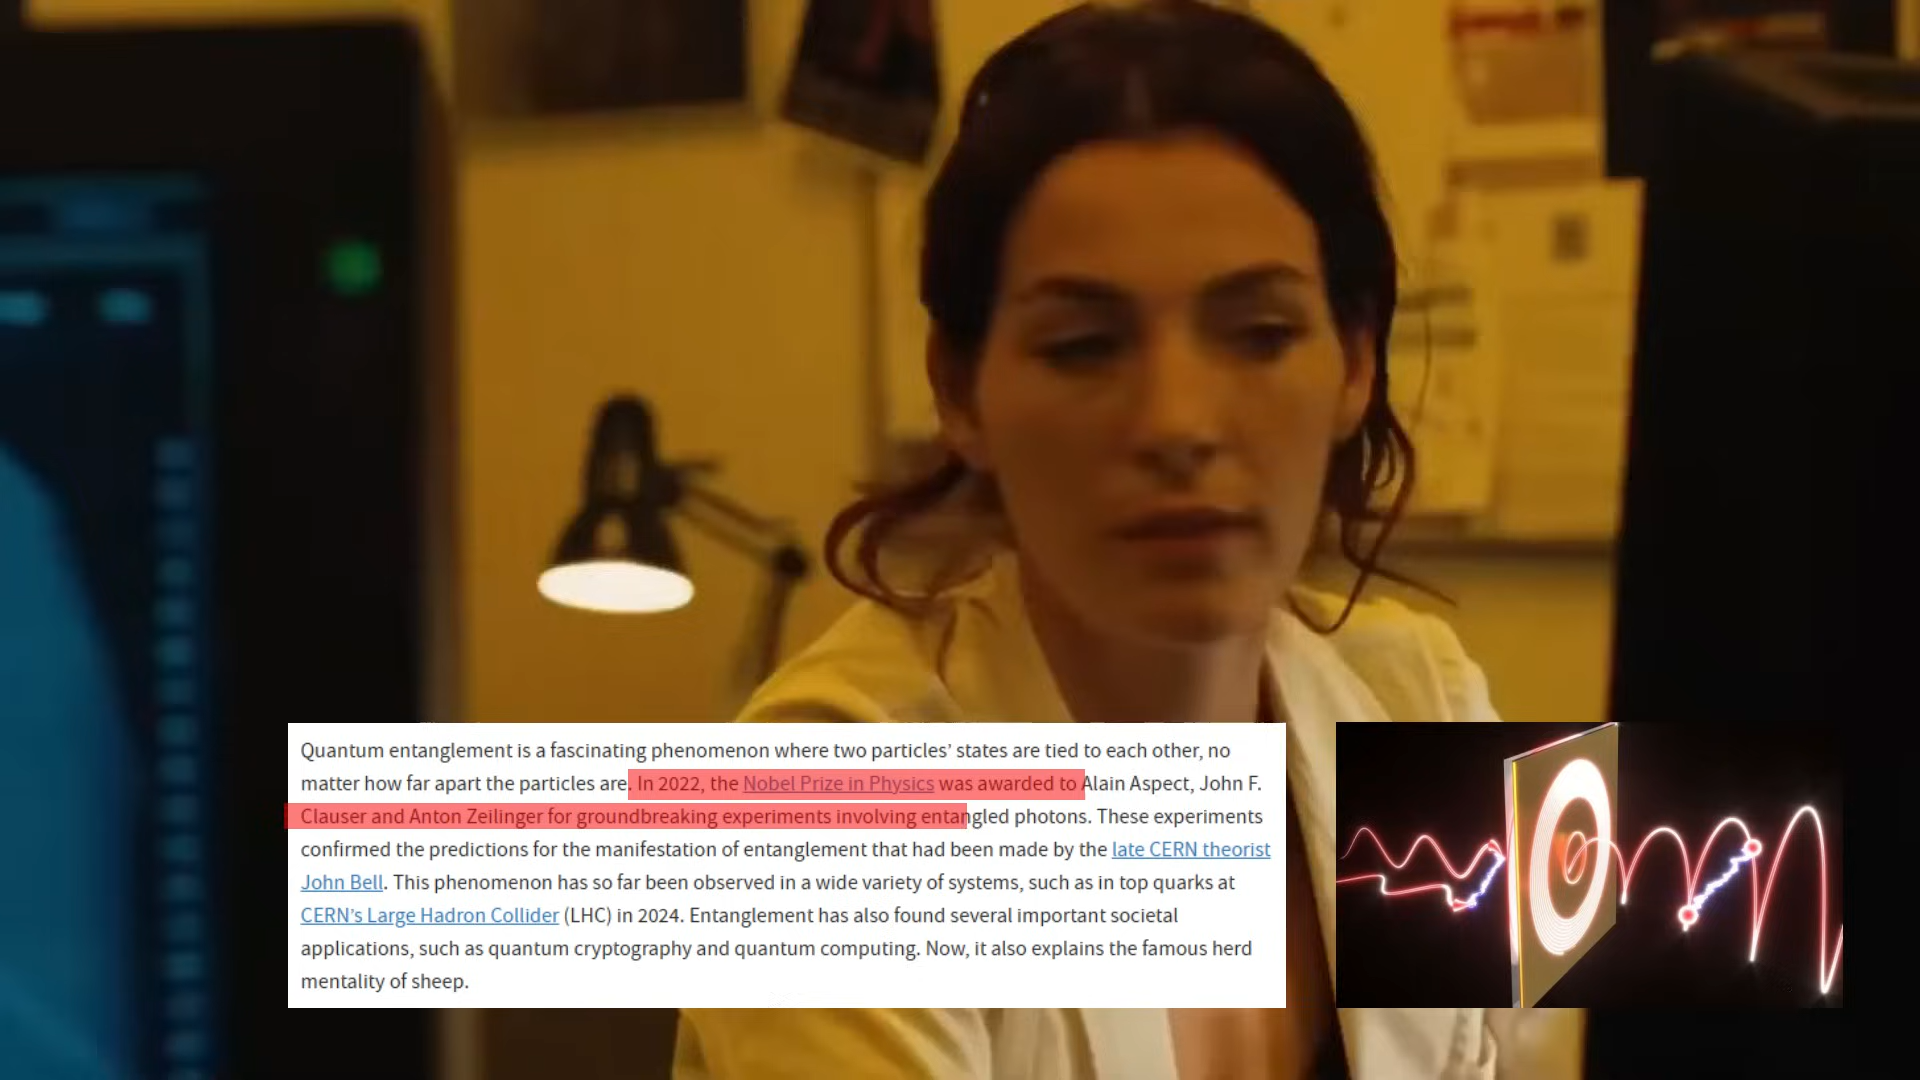 Quantum entanglement is a fascinating phenomenon where two particles’ states are tied to each other, no
matter how far apart the particles are. In 2022, the Nobel Prize in Physics was awarded to Alain Aspect, John F.
Clauser and Anton Zeilinger for groundbreaking experiments involving entangled photons. These experiments
confirmed the predictions for the manifestation of entanglement that had been made by the late CERN theorist
John Bell. This phenomenon has so far been observed in a wide variety of systems, such as in top quarks at
CERN’s Large Hadron Collider (LHC) in 2024. Entanglement has also found several important societal
applications, such as quantum cryptography and quantum computing. Now, it also explains the famous herd
mentality of sheep.